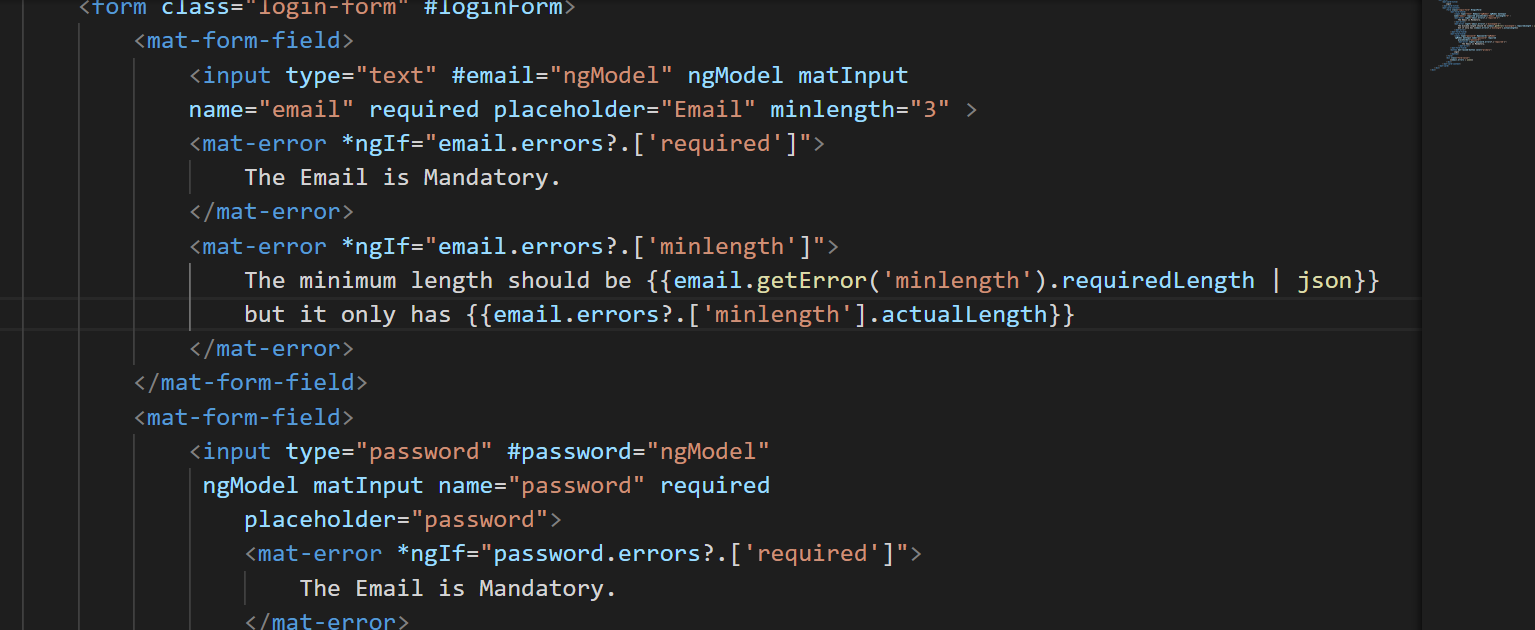 <form class="login-form" #loginForm>
<mat-form-field>
<input type="text" #email="ngModel" ngModel matInput
name="email" required placeholder="Email" minlength="3" >
<mat-error *ngIf="email.errors?.['required']">
The Email is Mandatory.
</mat-error>
<mat-error *ngIf="email.errors?.['minlength']">
The minimum length should be {{email.getError('minlength').requiredLength | json}}
but it only has {{email.errors?.['minlength'].actualLength}}
</mat-error>
</mat-form-field>
<mat-form-field>
<input type="password" #password="ngModel"
ngModel matInput name="password" required
placeholder="password">
<mat-error *ngIf="password.errors?.['required']">
The Email is Mandatory.
</mat-error>